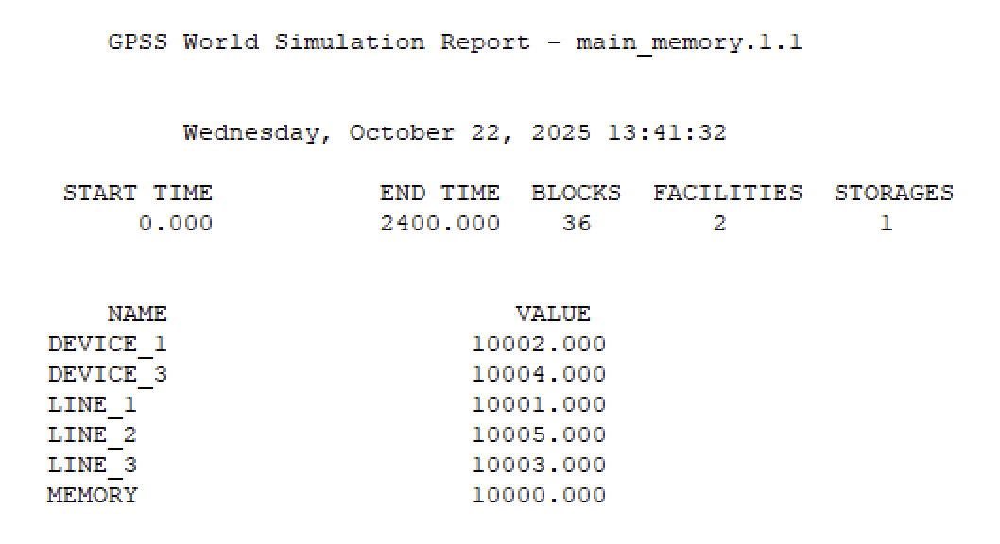 GPSS World Simulation Report - main_memory.1.1
Wednesday, October 22, 2025 13:41:32
START TIME END TIME BLOCKS FACILITIES STORAGES
0.000 2400.000 36 2 1
NAME VALUE
DEVICE_1 10002.000
DEVICE_3 10004.000
LINE_1 10001.000
LINE_2 10005.000
LINE_3 10003.000
MEMORY 10000.000